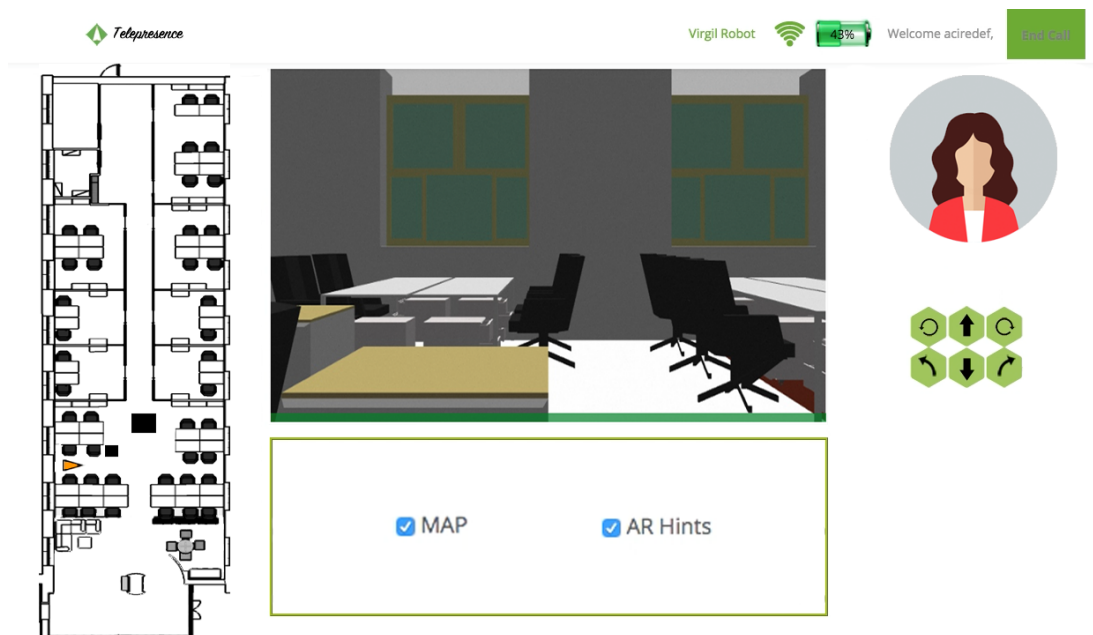 Telepresence
Virgil Robot
43%
Welcome aciredef,
End Call
MAP
AR Hints